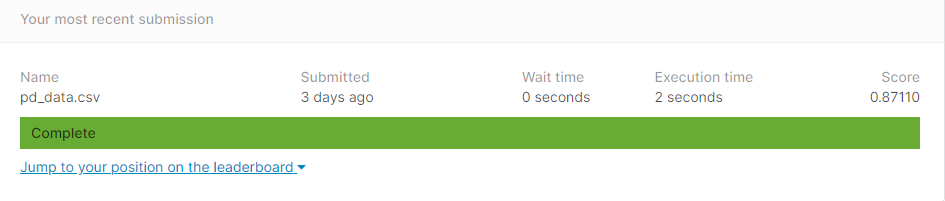 Your most recent submission
Name Submitted Wait time Execution time Score
pd_data.csv 3 days ago 0 seconds 2 seconds 0.87110
Complete
Jump to your position on the leaderboard